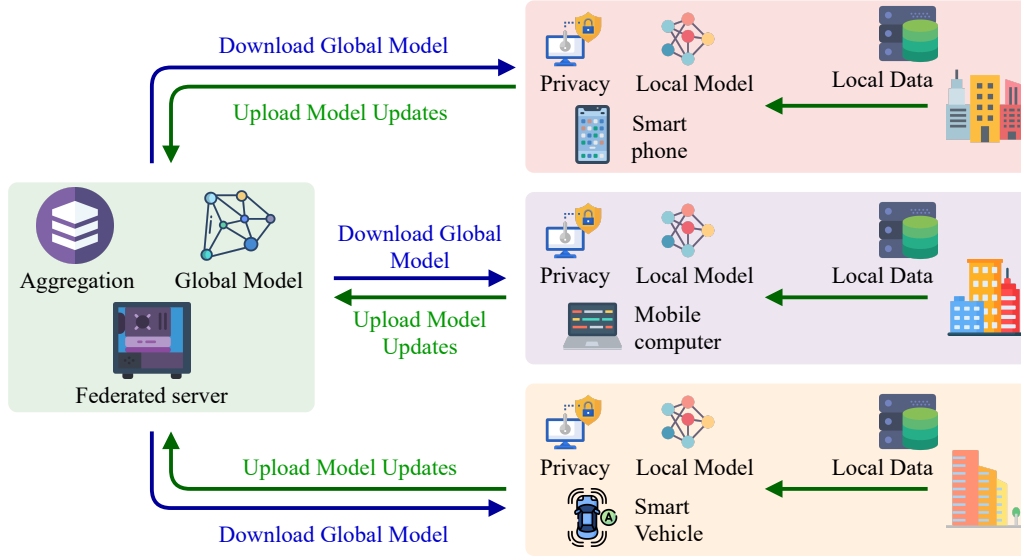 Download Global Model
Upload Model Updates
Privacy
Local Model
Local Data
Smart
phone
Aggregation
Global Model
Federated server
Download Global
Model
Upload Model
Updates
Privacy
Local Model
Local Data
Mobile
computer
Upload Model Updates
Download Global Model
Privacy
Local Model
Local Data
A
Smart
Vehicle